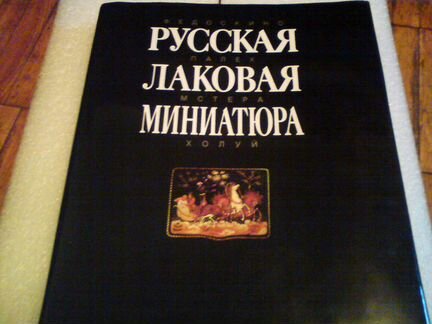 ФЕДОСКИНО
РУССКАЯ
ПАЛЕХ
ЛАКОВАЯ
МСТЕРА
МИНИАТЮРА
ХОЛУЙ